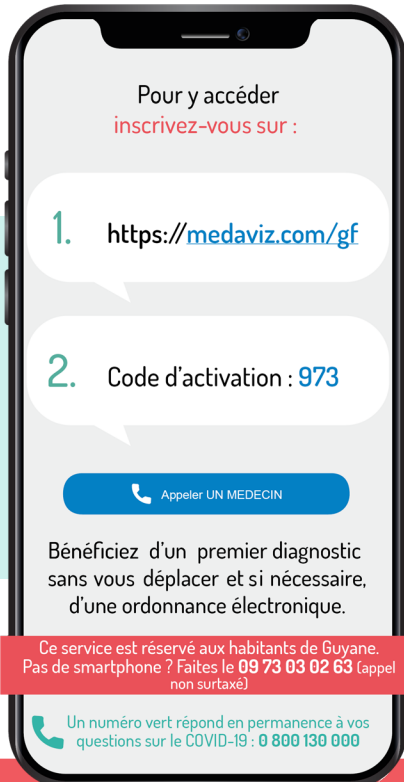 Pour y accéder
inscrivez-vous sur :
1. https://medaviz.com/gf
2. Code d'activation : 973
Appeler UN MEDECIN
Bénéficiez d'un premier diagnostic
sans vous déplacer et si nécessaire,
d'une ordonnance électronique.
Ce service est réservé aux habitants de Guyane.
Pas de smartphone ? Faites le 09 73 03 02 63 (appel
non surtaxé)
Un numéro vert répond en permanence à vos
questions sur le COVID-19 : 0 800 130 000